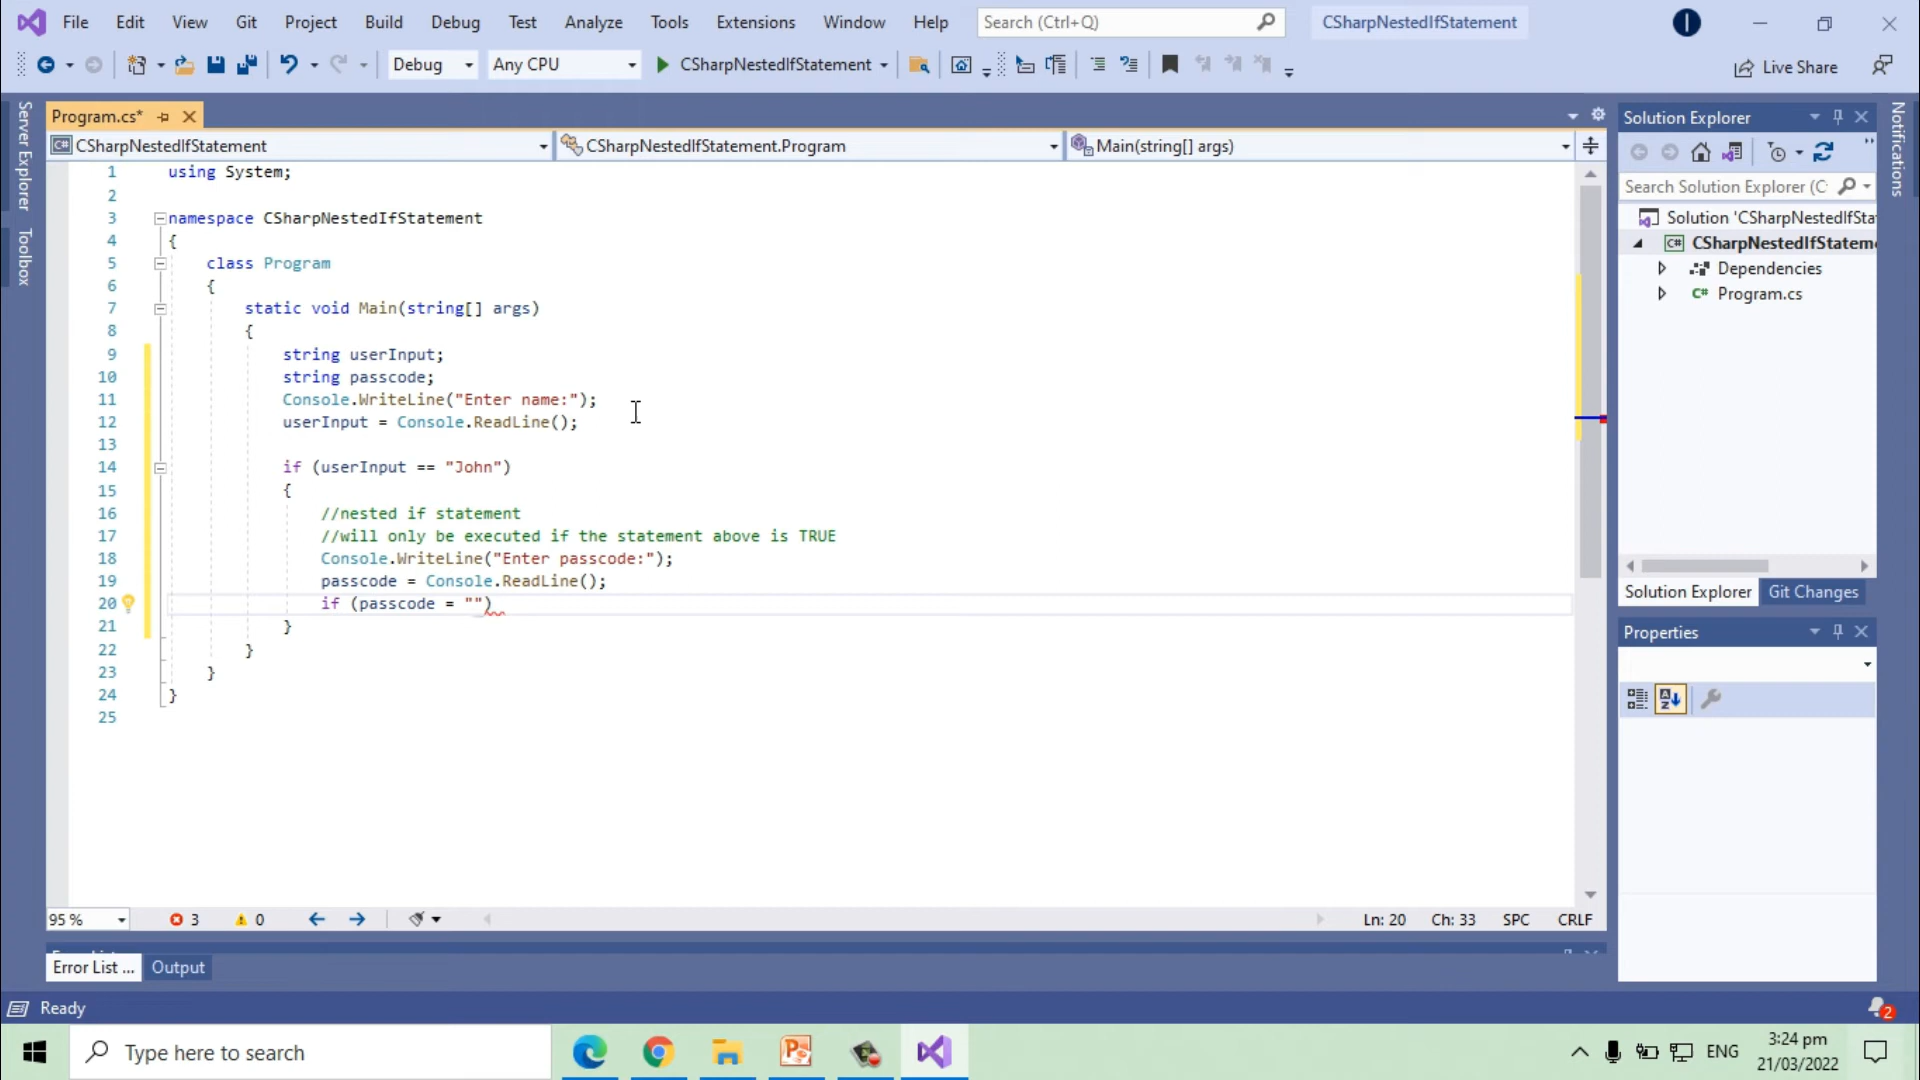 File Edit View Git Project Build Debug Test Analyze Tools Extensions Window Help Search (Ctrl+Q) CSharpNestedIfStatement
Debug Any CPU CSharpNestedIfStatement Live Share
Server Explorer
Toolbox
Program.cs*
CSharpNestedIfStatement CSharpNestedIfStatement.Program Main(string[] args)
1 using System;
2
3 namespace CSharpNestedIfStatement
4 {
5 class Program
6 {
7 static void Main(string[] args)
8 {
9 string userInput;
10 string passcode;
11 Console.WriteLine("Enter name:");
12 userInput = Console.ReadLine();
13
14 if (userInput == "John")
15 {
16 //nested if statement
17 //will only be executed if the statement above is TRUE
18 Console.WriteLine("Enter passcode:");
19 passcode = Console.ReadLine();
20 if (passcode = "")
21 }
22 }
23 }
24 }
25
95 % 3 0 Ln: 20 Ch: 33 SPC CRLF
Error List ... Output
Solution Explorer
Search Solution Explorer (C
Solution 'CSharpNestedIfSta
CSharpNestedIfStatem
Dependencies
C# Program.cs
Solution Explorer Git Changes
Properties
Notifications
Ready 2
Type here to search
ENG
3:24 pm
21/03/2022